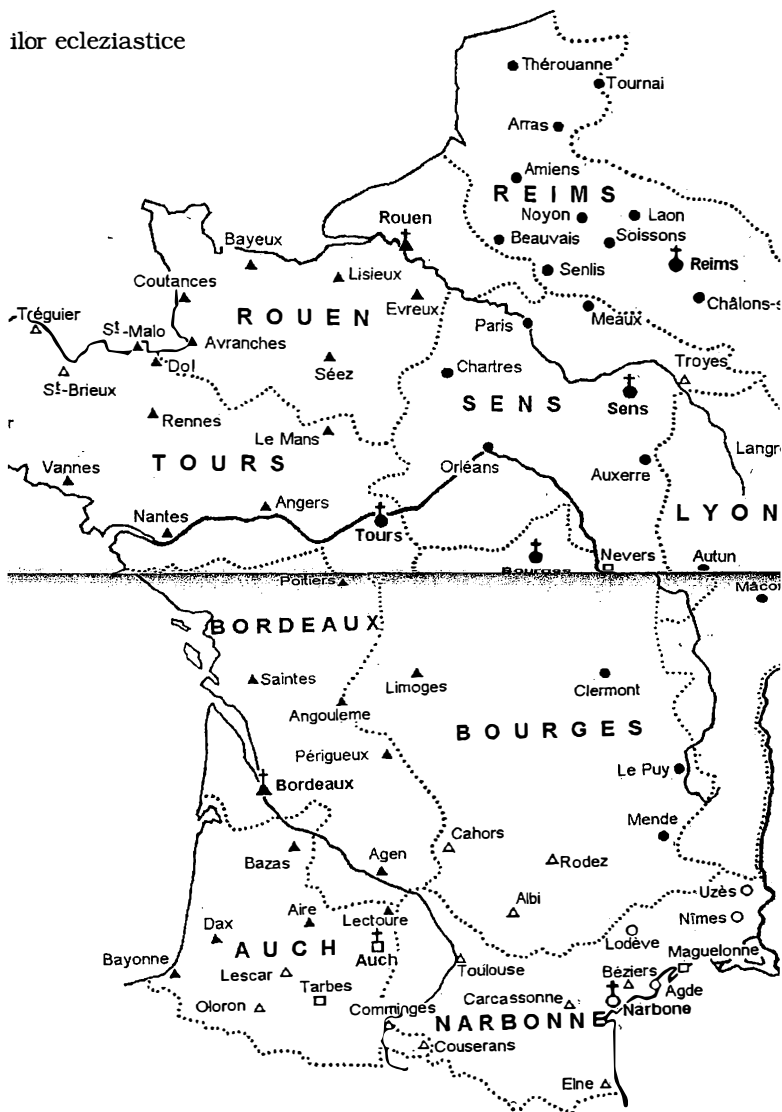 ilor ecleziastice
Thérouanne
Tournai
Arras
Amiens
REIMS
Noyon
Laon
Rouen
Beauvais
Soissons
Bayeux
Reims
Lisieux
Senlis
Coutances
Evreux
Châlons-s
Tréguier
ROUEN
Meaux
St-Malo
Paris
Avranches
Dol
Séez
Chartres
Troyes
St-Brieux
SENS
Sens
Rennes
Le Mans
r
Langr
TOURS
Orléans
Auxerre
Vannes
Angers
LYON
Nantes
Tours
Nevers
Autun
Bourges
Poitiers
Mâcon
BORDEAUX
Saintes
Limoges
Clermont
Angouleme
BOURGES
Périgueux
Le Puy
Bordeaux
Mende
Cahors
Bazas
Agen
Rodez
Uzès
Albi
Aire
Lectoure
Nîmes
Dax
AUCH
Lodève
Auch
Maguelonne
Bayonne
Toulouse
Lescar
Béziers
Tarbes
Carcassonne
Agde
Oloron
Comminges
Narbone
NARBONNE
Couserans
Elne